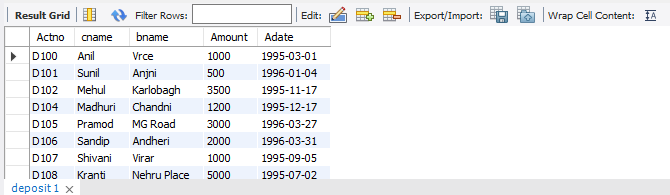 Result Grid Filter Rows: Edit: Export/Import: Wrap Cell Content:
Actno cname bname Amount Adate
D100 Anil Vrce 1000 1995-03-01
D101 Sunil Anjni 500 1996-01-04
D102 Mehul Karlobagh 3500 1995-11-17
D104 Madhuri Chandni 1200 1995-12-17
D105 Pramod MG Road 3000 1996-03-27
D106 Sandip Andheri 2000 1996-03-31
D107 Shivani Virar 1000 1995-09-05
D108 Kranti Nehru Place 5000 1995-07-02
deposit1